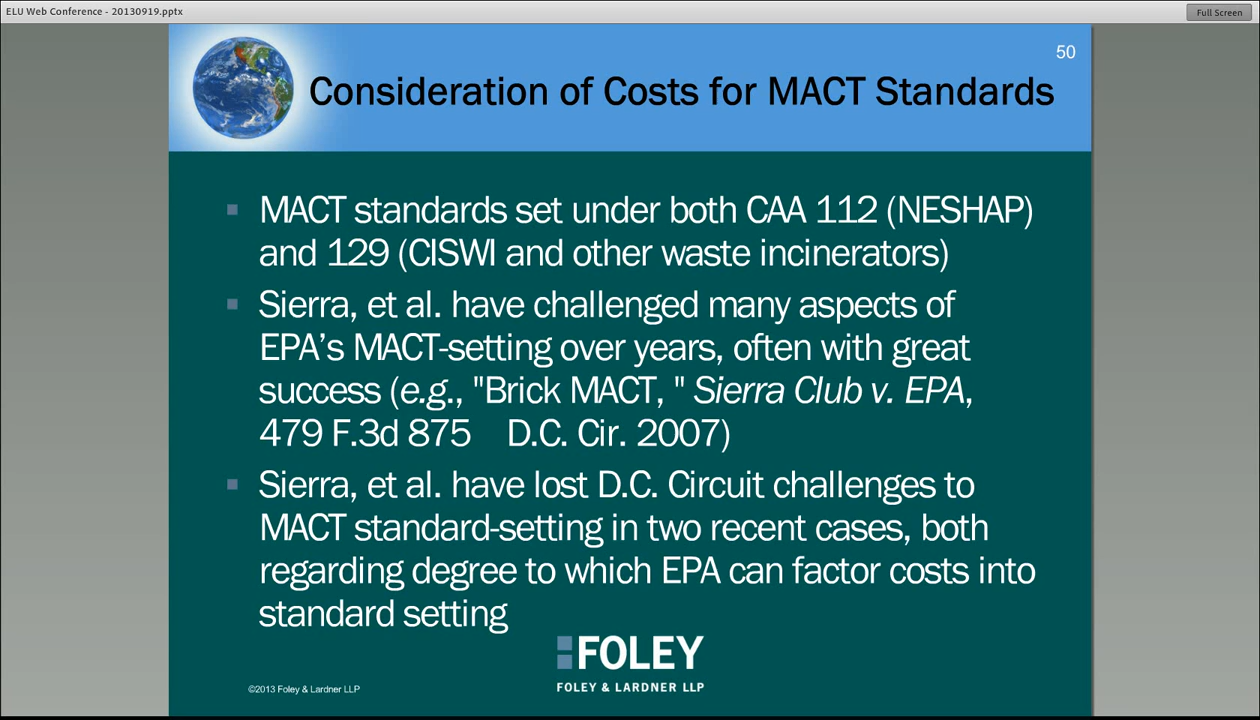 ELU Web Conference - 20130919.pptx
Full Screen
50
Consideration of Costs for MACT Standards
MACT standards set under both CAA 112 (NESHAP)
and 129 (CISWI and other waste incinerators)
Sierra, et al. have challenged many aspects of
EPA’s MACT-setting over years, often with great
success (e.g., "Brick MACT, " Sierra Club v. EPA,
479 F.3d 875    D.C. Cir. 2007)
Sierra, et al. have lost D.C. Circuit challenges to
MACT standard-setting in two recent cases, both
regarding degree to which EPA can factor costs into
standard setting
FOLEY
FOLEY & LARDNER LLP
©2013 Foley & Lardner LLP